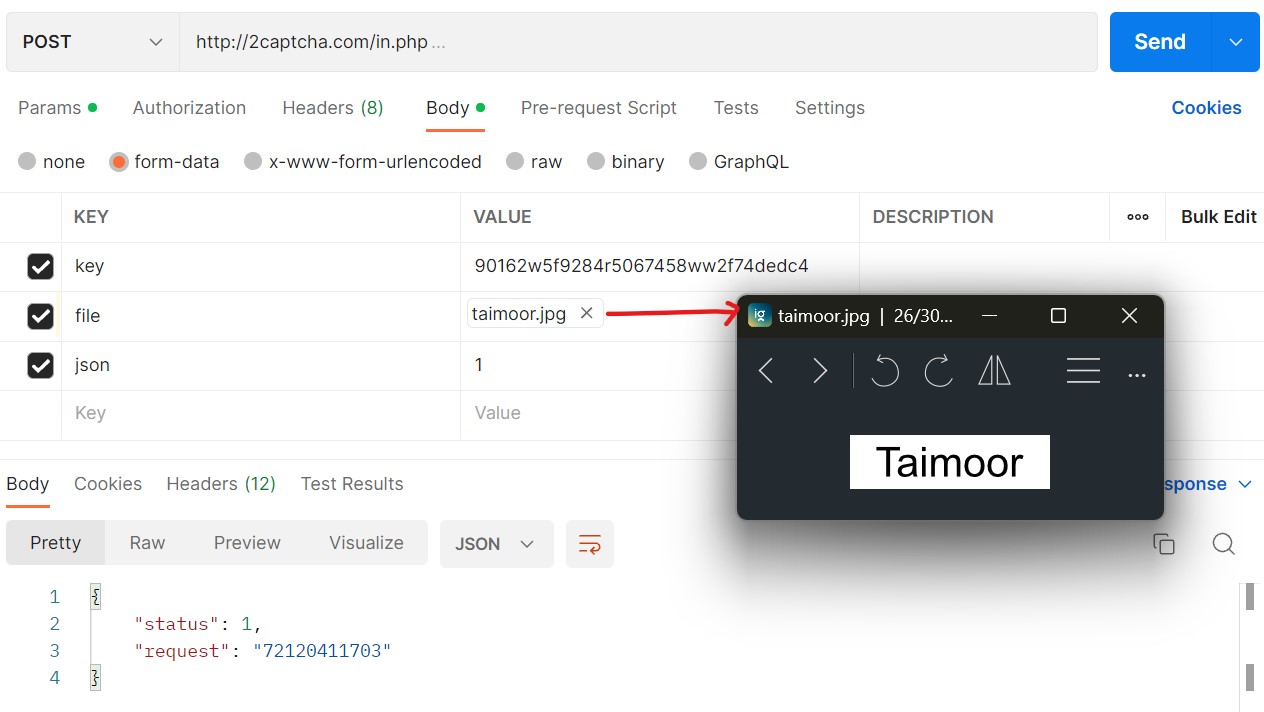 POST
http://2captcha.com/in.php ...
Send
Params Authorization Headers (8) Body Pre-request Script Tests Settings Cookies
none form-data x-www-form-urlencoded raw binary GraphQL
KEY VALUE DESCRIPTION ooo Bulk Edit
key 90162w5f9284r5067458ww2f74dedc4
file taimoor.jpg
ig taimoor.jpg | 26/30...
json 1
Key Value
Taimoor
Body Cookies Headers (12) Test Results sponse
Pretty Raw Preview Visualize JSON
1 {
2 "status": 1,
3 "request": "72120411703"
4 }